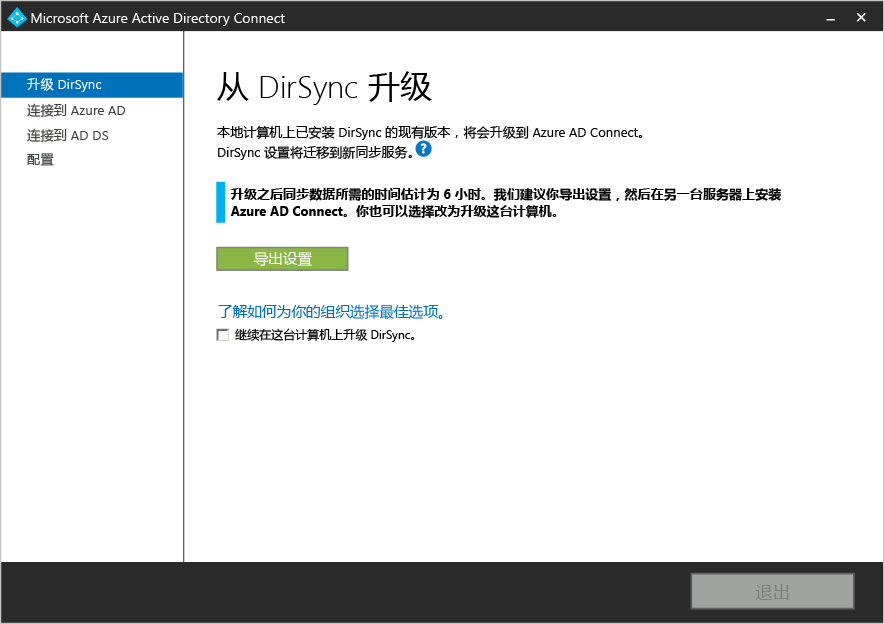 Microsoft Azure Active Directory Connect
升级 DirSync
连接到 Azure AD
连接到 AD DS
配置
从 DirSync 升级
本地计算机上已安装 DirSync 的现有版本，将会升级到 Azure AD Connect。
DirSync 设置将迁移到新同步服务。?
升级之后同步数据所需的时间估计为 6 小时。我们建议你导出设置，然后在另一台服务器上安装
Azure AD Connect。你也可以选择改为升级这台计算机。
导出设置
了解如何为你的组织选择最佳选项。
继续在这台计算机上升级 DirSync。
退出